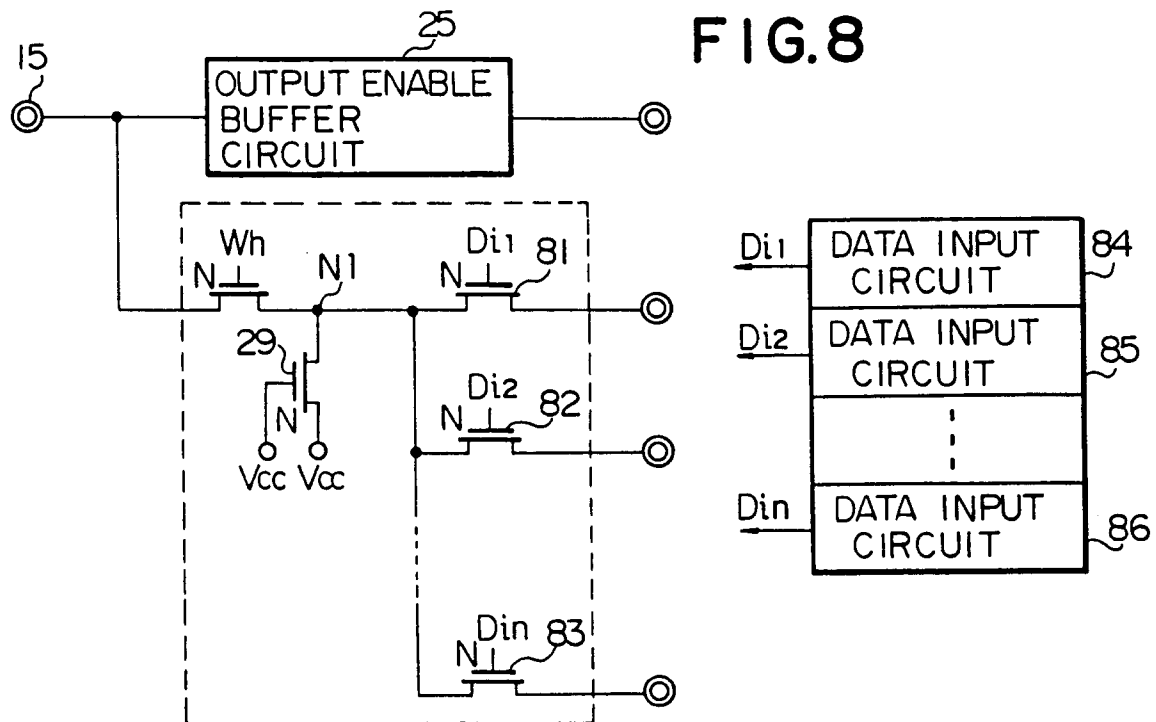 FIG.8
15
25
OUTPUT ENABLE
BUFFER
CIRCUIT
Wh
N
N1
Di1
N
81
29
N
Vcc Vcc
Di2
N
82
Din
N
83
Di1
DATA INPUT
CIRCUIT
84
Di2
DATA INPUT
CIRCUIT
85
Din
DATA INPUT
CIRCUIT
86